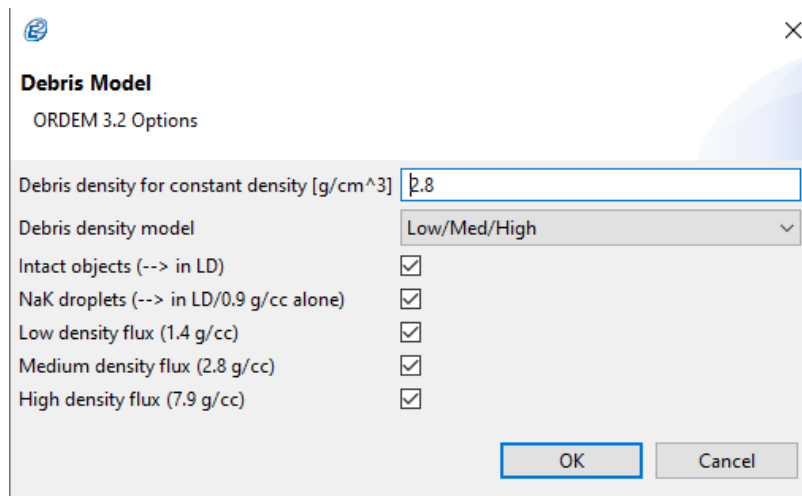 Debris Model
ORDEM 3.2 Options
Debris density for constant density [g/cm^3] 2.8
Debris density model Low/Med/High
Intact objects (--> in LD)
NaK droplets (--> in LD/0.9 g/cc alone)
Low density flux (1.4 g/cc)
Medium density flux (2.8 g/cc)
High density flux (7.9 g/cc)
OK Cancel